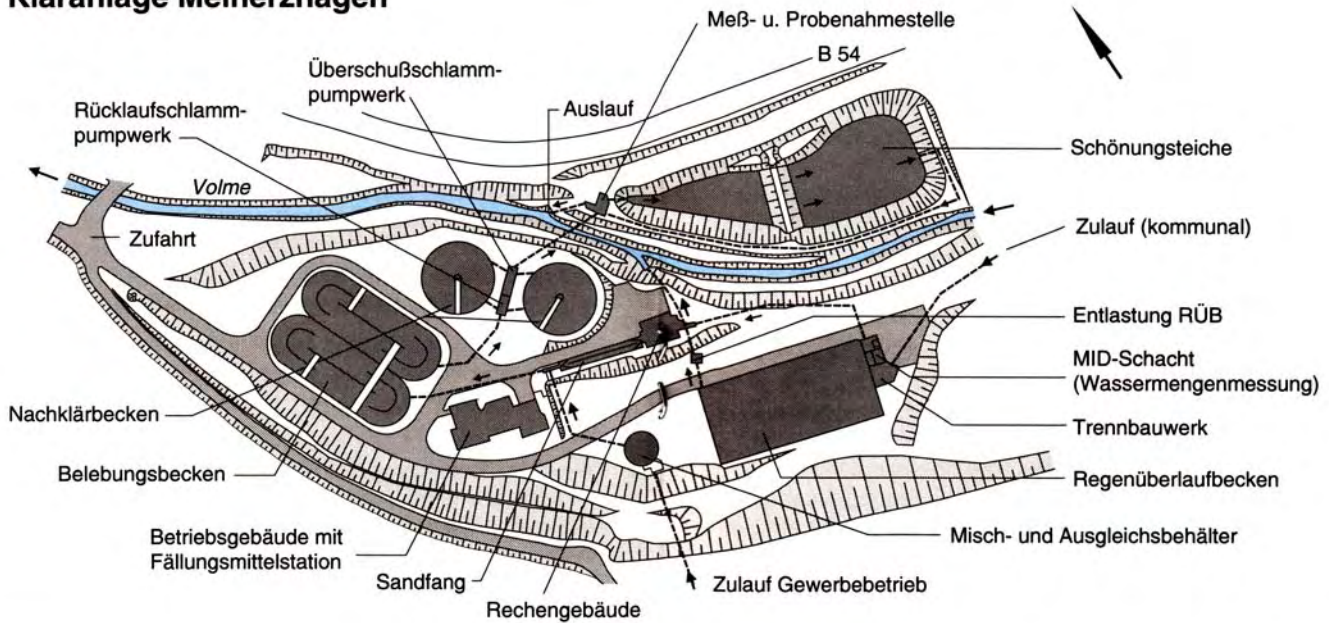 Kläranlage Meinerzhagen
Meß- u. Probenahmestelle
B 54
Überschußschlamm-
pumpwerk
Auslauf
Rücklaufschlamm-
pumpwerk
Schönungsteiche
Volme
Zufahrt
Zulauf (kommunal)
Entlastung RÜB
MID-Schacht
(Wassermengenmessung)
Nachklärbecken
Trennbauwerk
Belebungsbecken
Regenüberlaufbecken
Betriebsgebäude mit
Fällungsmittelstation
Misch- und Ausgleichsbehälter
Sandfang
Zulauf Gewerbebetrieb
Rechengebäude